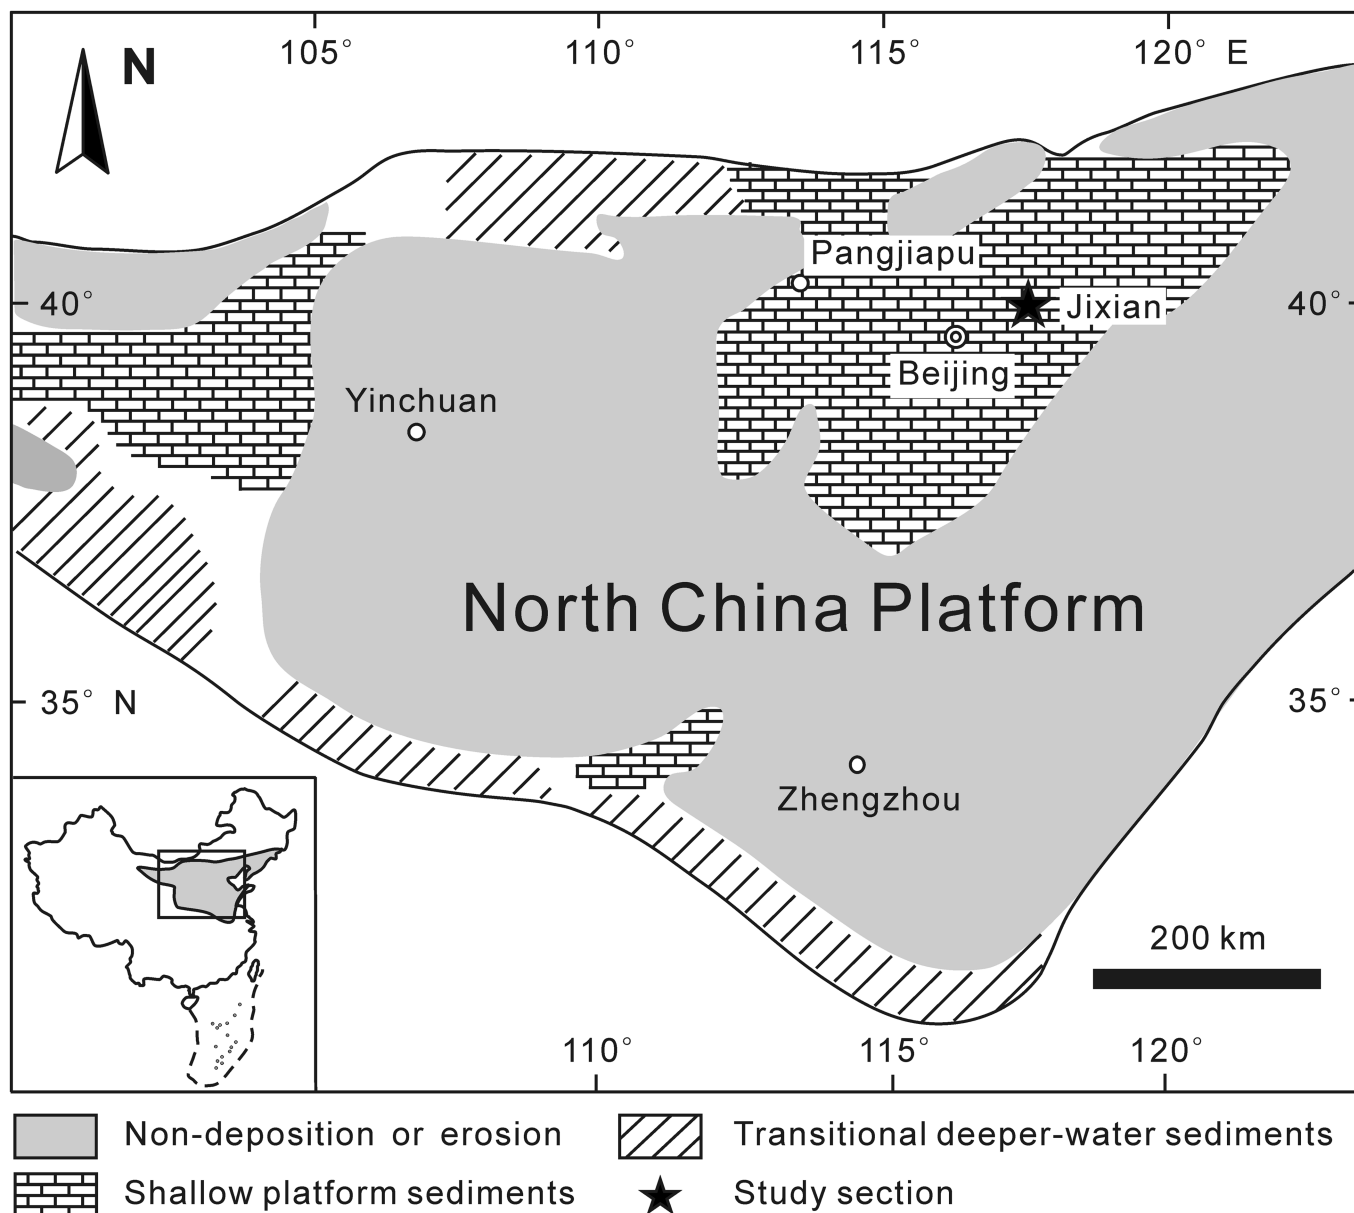 N
105° 110° 115° 120° E
Pangjiapu
40° Jixian 40°
Beijing
Yinchuan
North China Platform
35° N 35°
Zhengzhou
200 km
110° 115° 120°
Non-deposition or erosion Transitional deeper-water sediments
Shallow platform sediments Study section